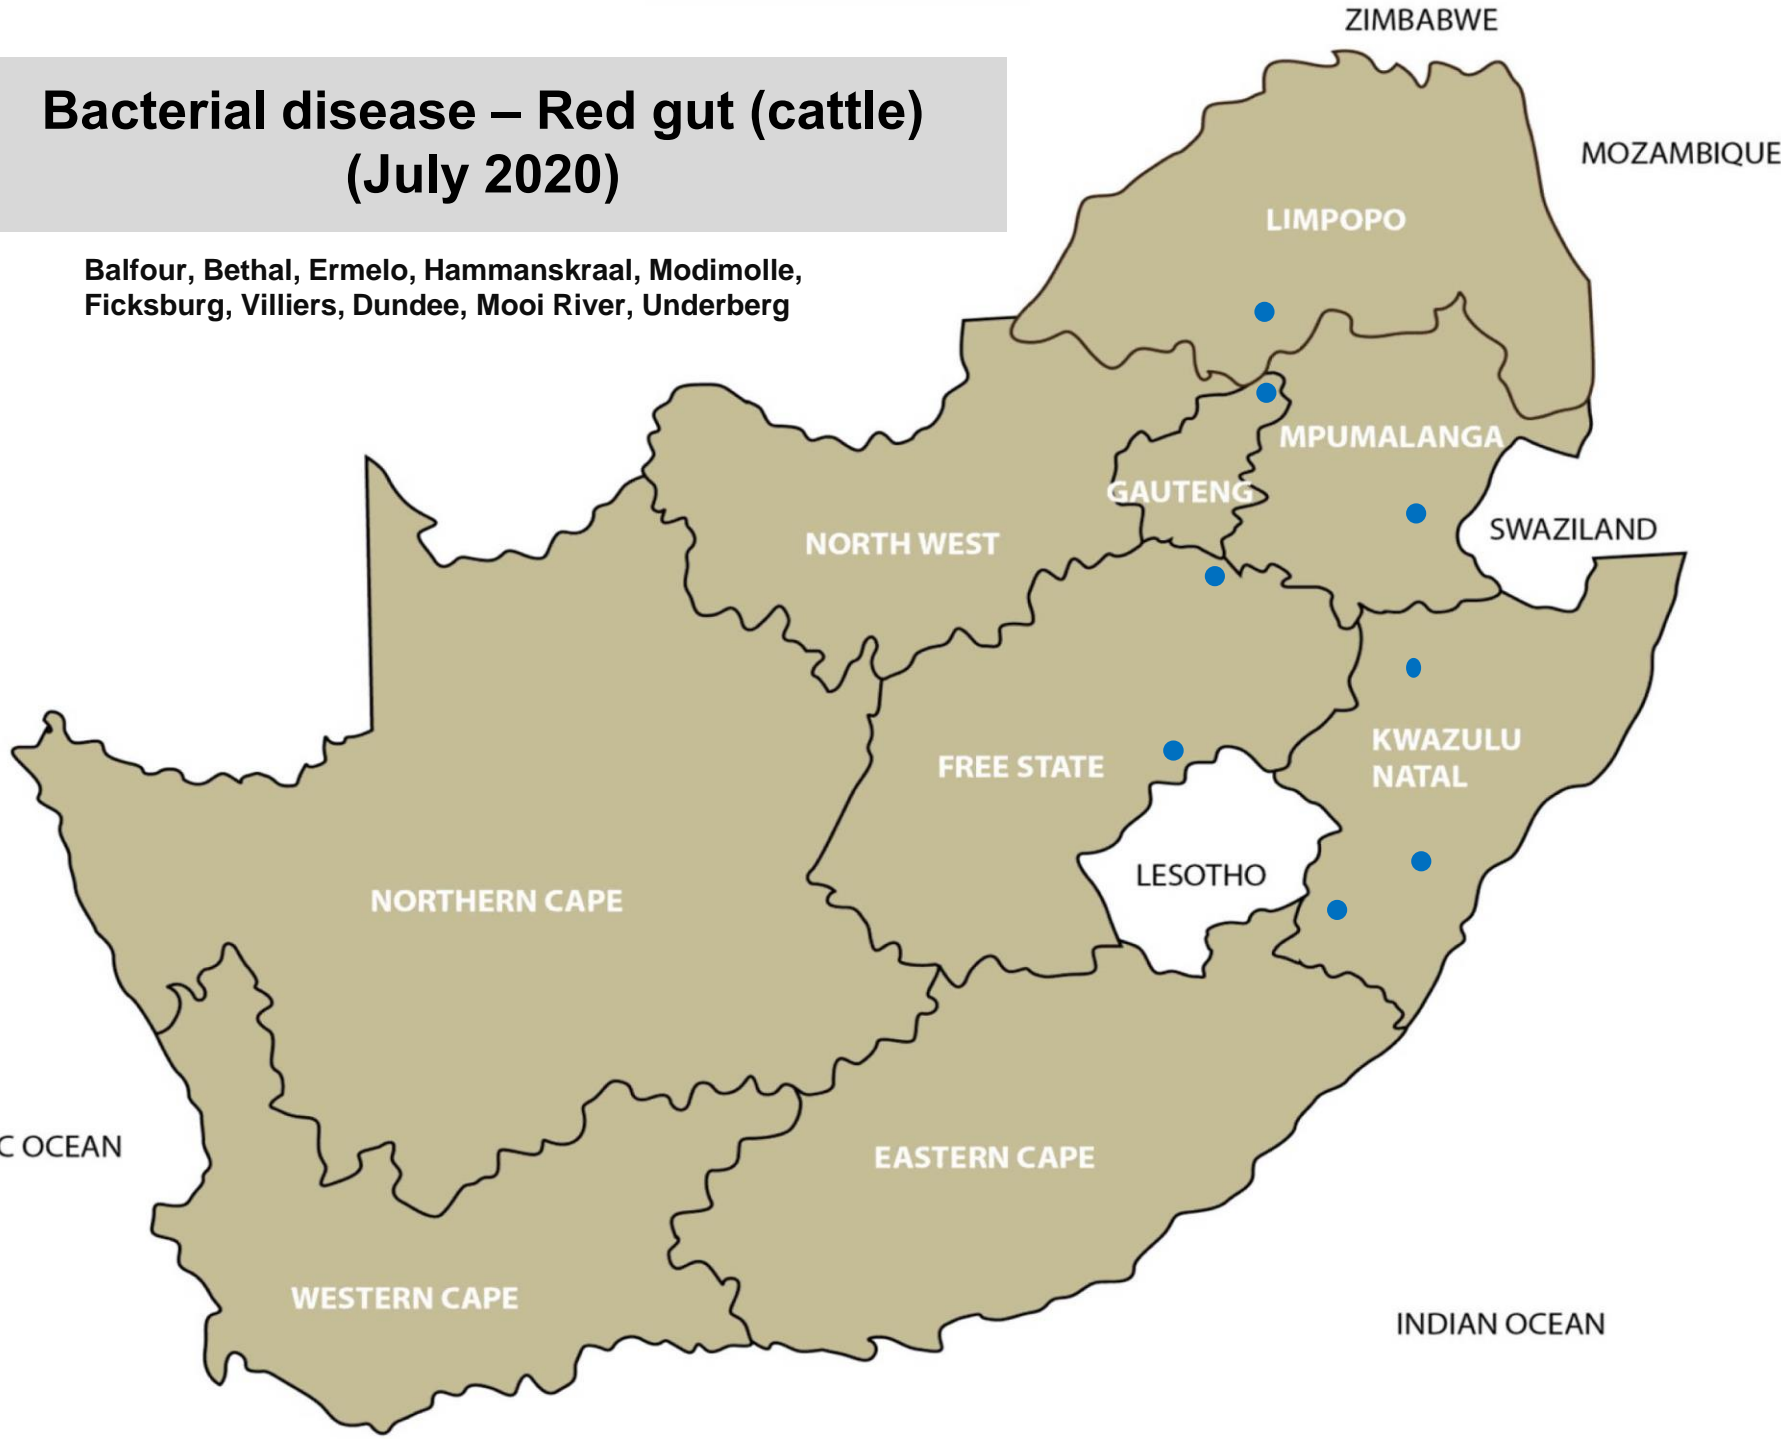 ZIMBABWE
Bacterial disease – Red gut (cattle)
(July 2020)
MOZAMBIQUE
LIMPOPO
Balfour, Bethal, Ermelo, Hammanskraal, Modimolle,
Ficksburg, Villiers, Dundee, Mooi River, Underberg
MPUMALANGA
GAUTENG
SWAZILAND
NORTH WEST
KWAZULU
NATAL
FREE STATE
LESOTHO
NORTHERN CAPE
C OCEAN
EASTERN CAPE
WESTERN CAPE
INDIAN OCEAN